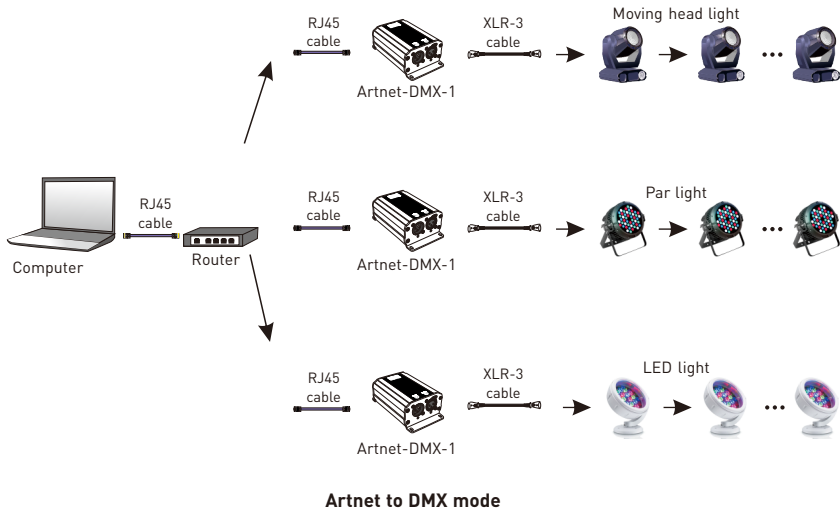 RJ45
cable
XLR-3
cable
Moving head light
Artnet-DMX-1
RJ45
cable
RJ45
cable
XLR-3
cable
Par light
Computer
Router
Artnet-DMX-1
RJ45
cable
XLR-3
cable
LED light
Artnet-DMX-1
Artnet to DMX mode